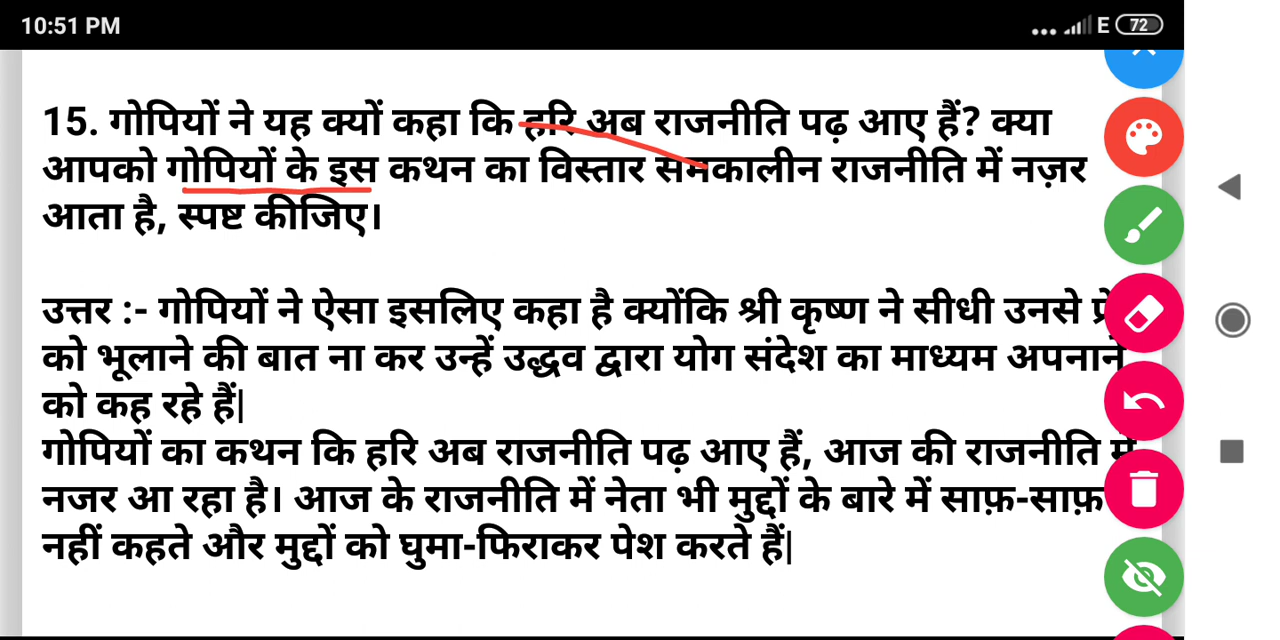 10:51 PM
E 72
15. गोपियों ने यह क्यों कहा कि हरि अब राजनीति पढ़ आए हैं? क्या
आपको गोपियों के इस कथन का विस्तार समकालीन राजनीति में नज़र
आता है, स्पष्ट कीजिए।
उत्तर :- गोपियों ने ऐसा इसलिए कहा है क्योंकि श्री कृष्ण ने सीधी उनसे
को भूलाने की बात ना कर उन्हें उद्धव द्वारा योग संदेश का माध्यम अपनाने
को कह रहे हैं|
गोपियों का कथन कि हरि अब राजनीति पढ़ आए हैं, आज की राजनीति में
नजर आ रहा है। आज के राजनीति में नेता भी मुद्दों के बारे में साफ़-साफ़
नहीं कहते और मुद्दों को घुमा-फिराकर पेश करते हैं|